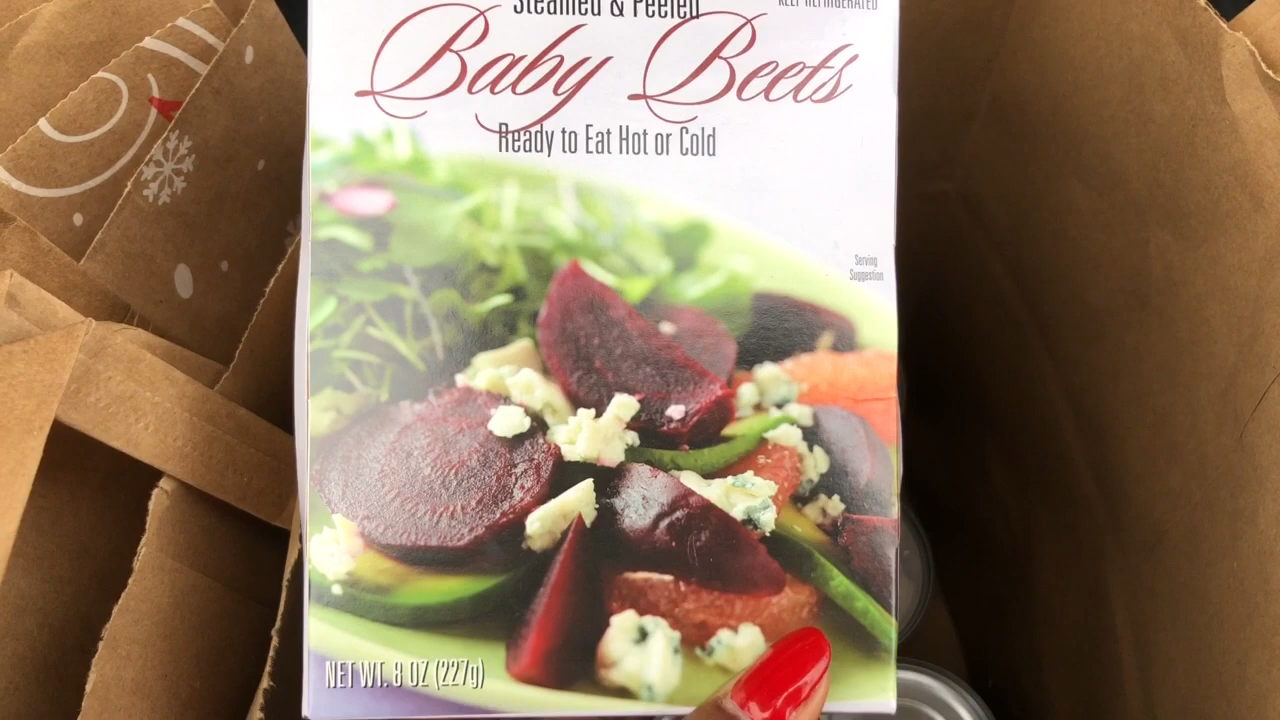 Steamed & Peeled
KEEP REFRIGERATED
Baby Beets
Ready to Eat Hot or Cold
Serving
Suggestion
NET WT. 8 OZ (227g)